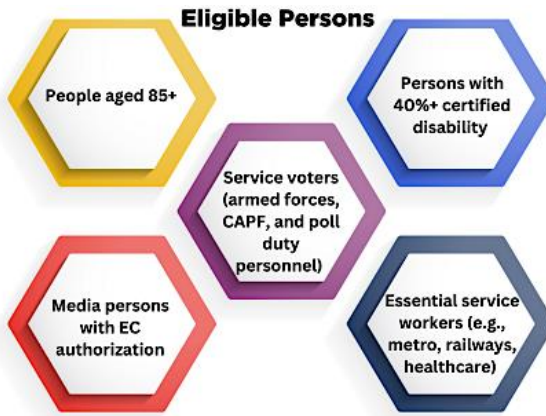 Eligible Persons
People aged 85+
Persons with
40%+ certified
disability
Service voters
(armed forces,
CAPF, and poll
duty
personnel)
Media persons
with EC
authorization
Essential service
workers (e.g.,
metro, railways,
healthcare)